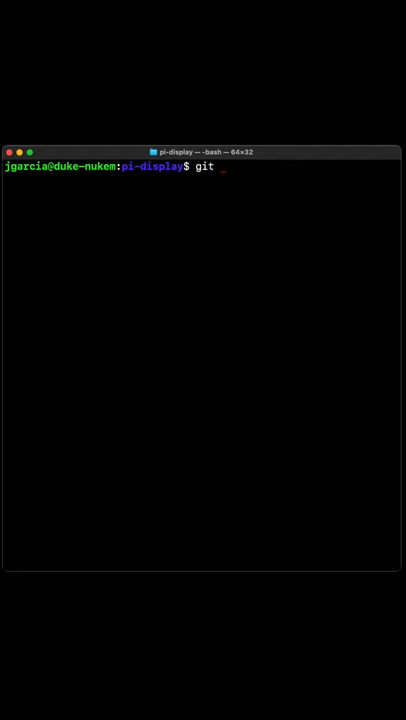 pi-display — -bash — 64×32
jgarcia@duke-nukem:pi-display$ git _